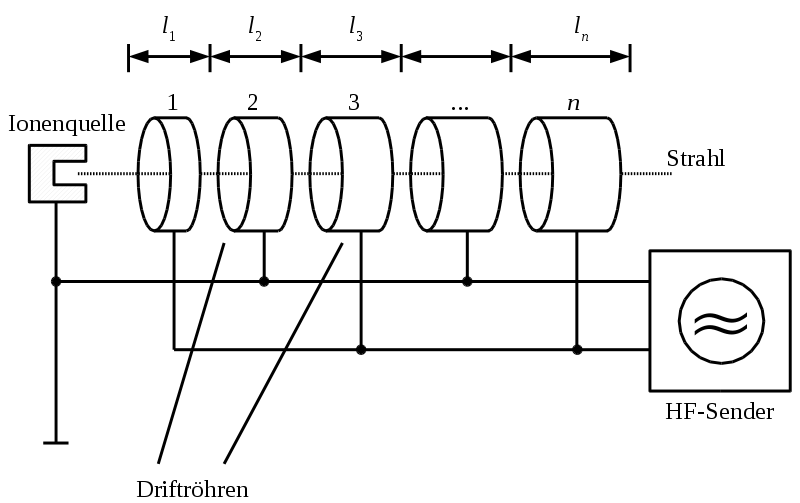 l₁ l₂ l₃ lₙ
1 2 3 ... n
Ionenquelle
Strahl
HF-Sender
Driftröhren